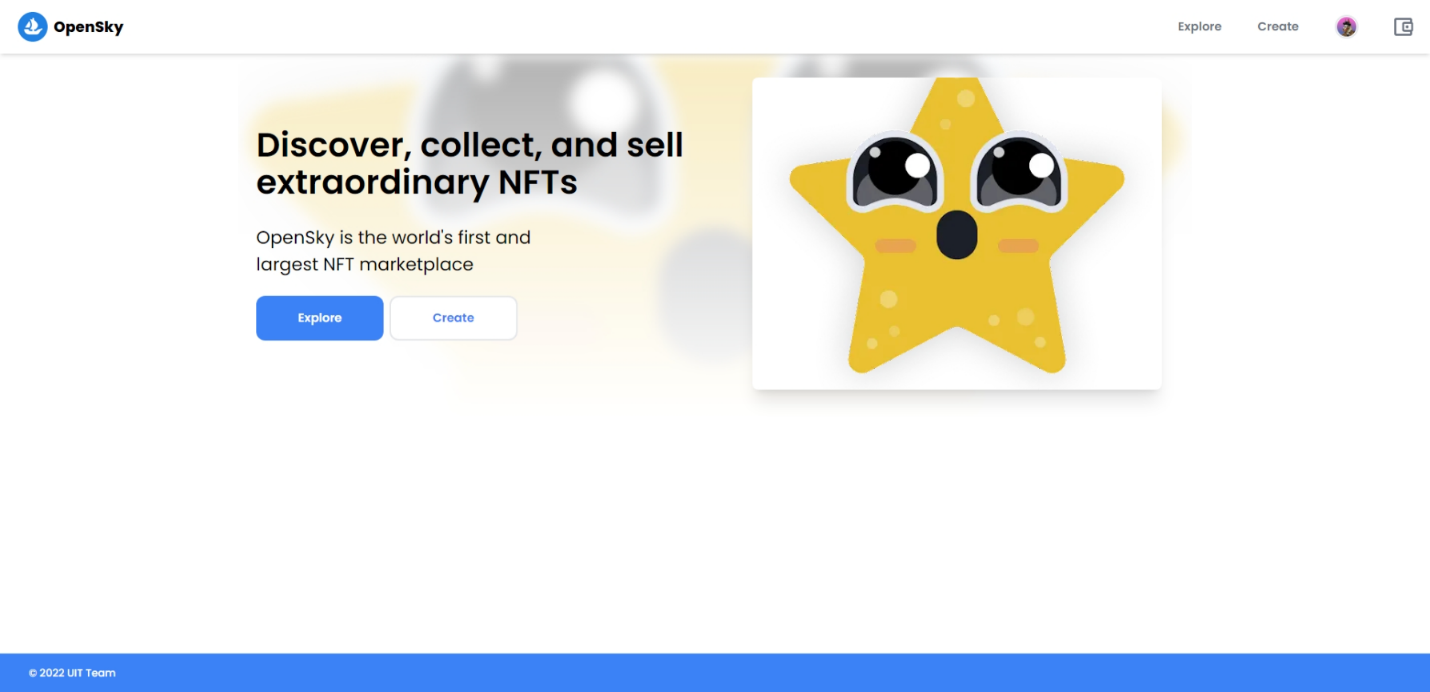 OpenSky
Explore
Create
Discover, collect, and sell
extraordinary NFTs
OpenSky is the world's first and
largest NFT marketplace
Explore
Create
© 2022 UIT Team